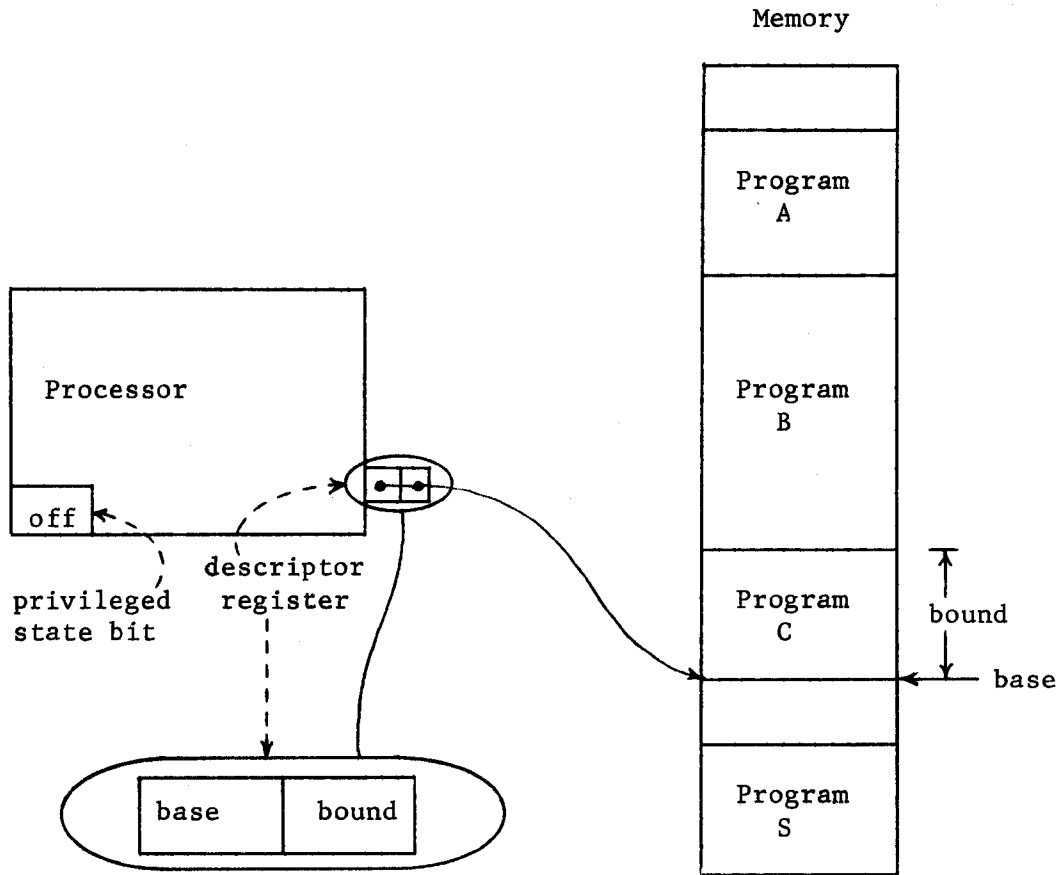 Memory
Program
A
Program
B
Processor
off
privileged
state bit
descriptor
register
Program
C
bound
base
base
bound
Program
S